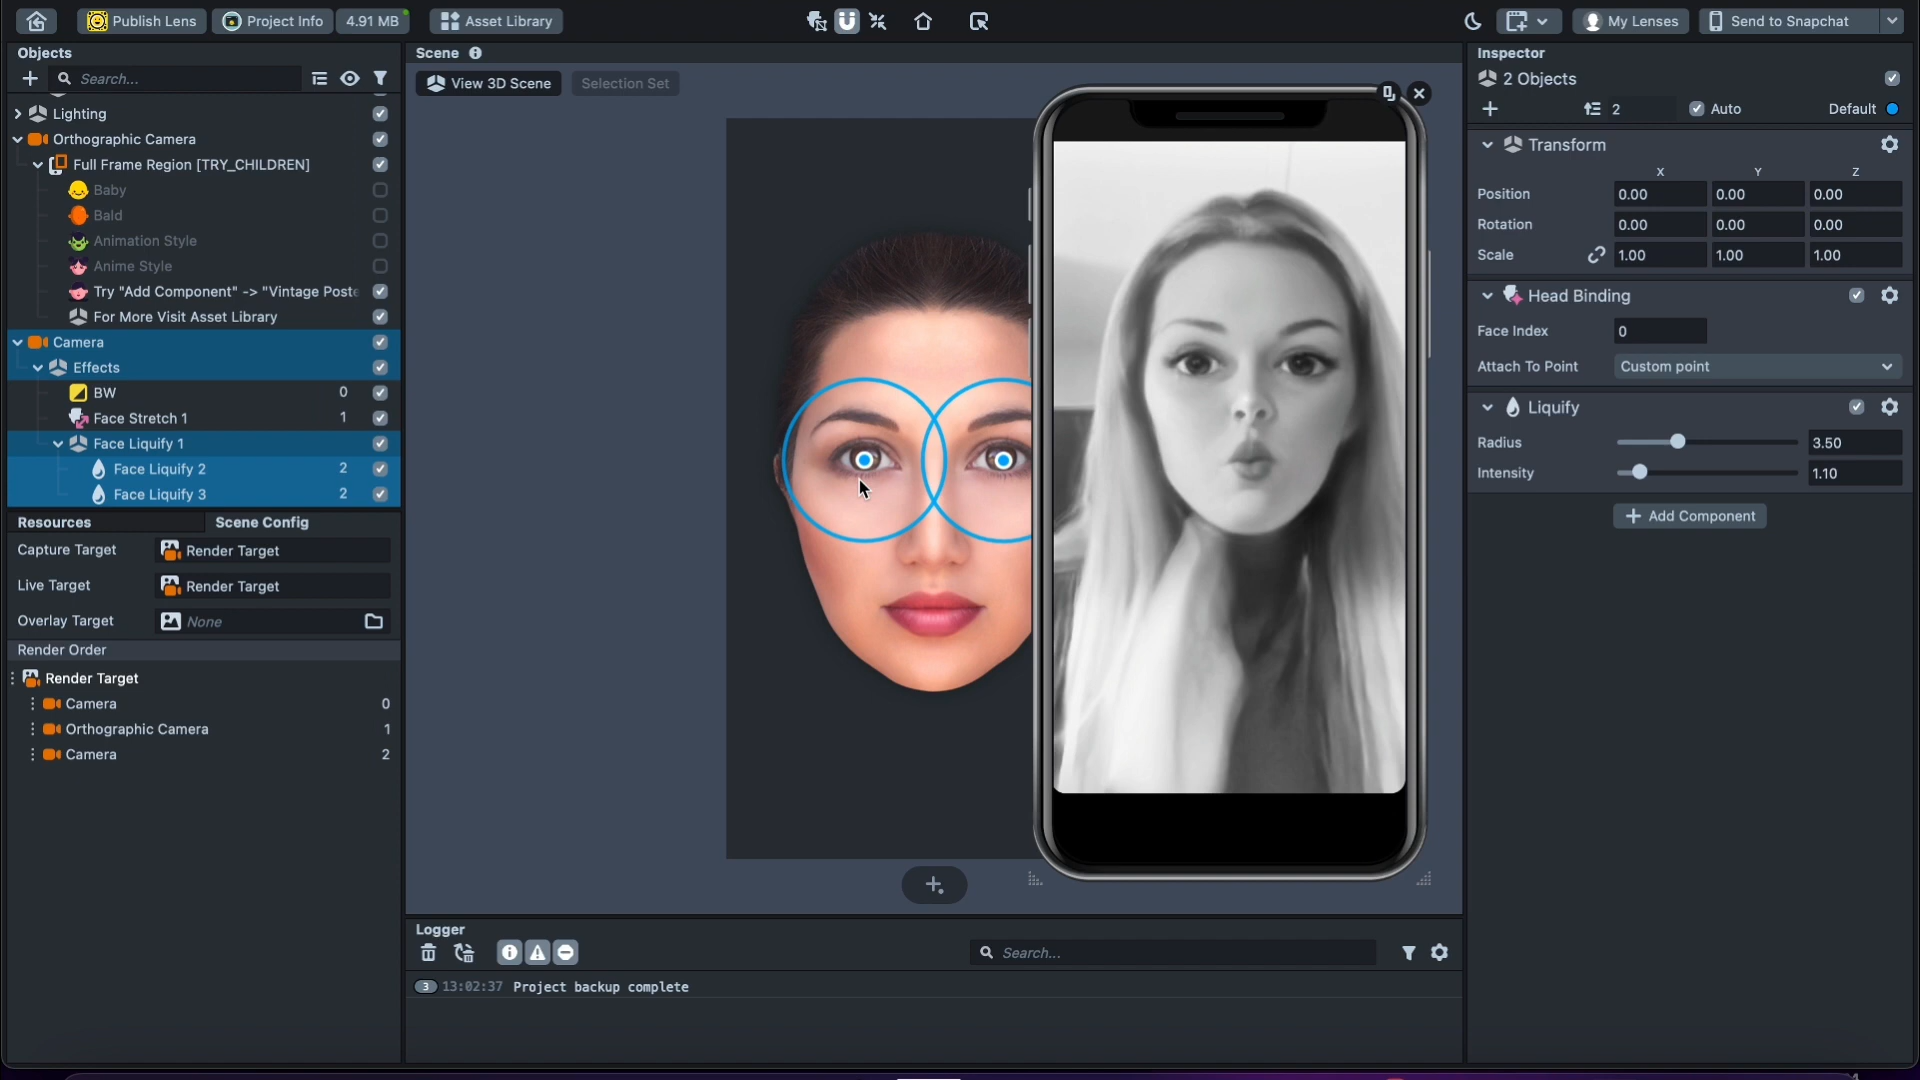 Publish Lens
Project Info
4.91 MB
Asset Library
My Lenses
Send to Snapchat
Objects
Search...
Lighting
Orthographic Camera
Full Frame Region [TRY_CHILDREN]
Baby
Bald
Animation Style
Anime Style
Try "Add Component" -> "Vintage Poste
For More Visit Asset Library
Camera
Effects
BW 0
Face Stretch 1 1
Face Liquify 1
Face Liquify 2 2
Face Liquify 3 2
Resources
Scene Config
Capture Target Render Target
Live Target Render Target
Overlay Target None
Render Order
Render Target
Camera 0
Orthographic Camera 1
Camera 2
Scene
View 3D Scene
Selection Set
Logger
Search...
3 13:02:37 Project backup complete
Inspector
2 Objects
2 Auto Default
Transform
X Y Z
Position 0.00 0.00 0.00
Rotation 0.00 0.00 0.00
Scale 1.00 1.00 1.00
Head Binding
Face Index 0
Attach To Point Custom point
Liquify
Radius 3.50
Intensity 1.10
Add Component